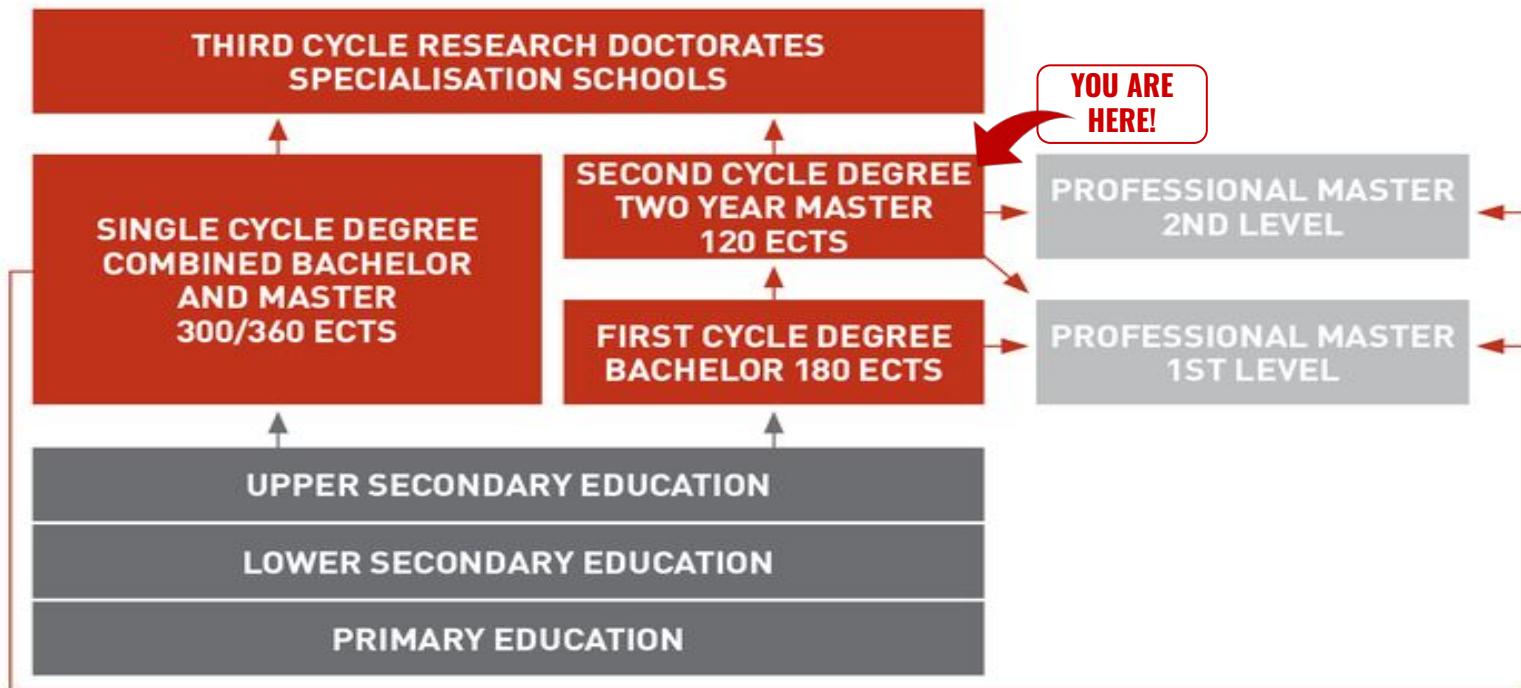 THIRD CYCLE RESEARCH DOCTORATES
SPECIALISATION SCHOOLS
YOU ARE
HERE!
SINGLE CYCLE DEGREE
COMBINED BACHELOR
AND MASTER
300/360 ECTS
SECOND CYCLE DEGREE
TWO YEAR MASTER
120 ECTS
PROFESSIONAL MASTER
2ND LEVEL
FIRST CYCLE DEGREE
BACHELOR 180 ECTS
PROFESSIONAL MASTER
1ST LEVEL
UPPER SECONDARY EDUCATION
LOWER SECONDARY EDUCATION
PRIMARY EDUCATION